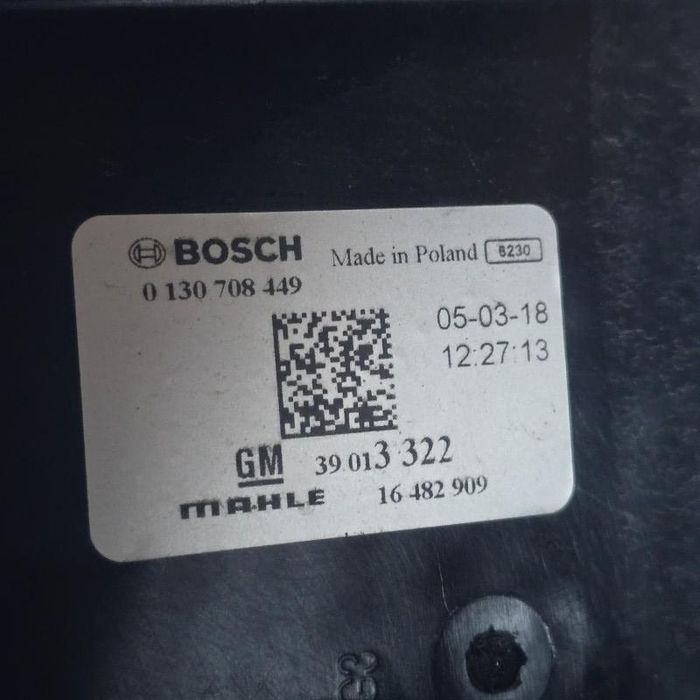 BOSCH Made in Poland 6230
0 130 708 449
05-03-18
12:27:13
GM 39 013 322
MAHLE 16 482 909